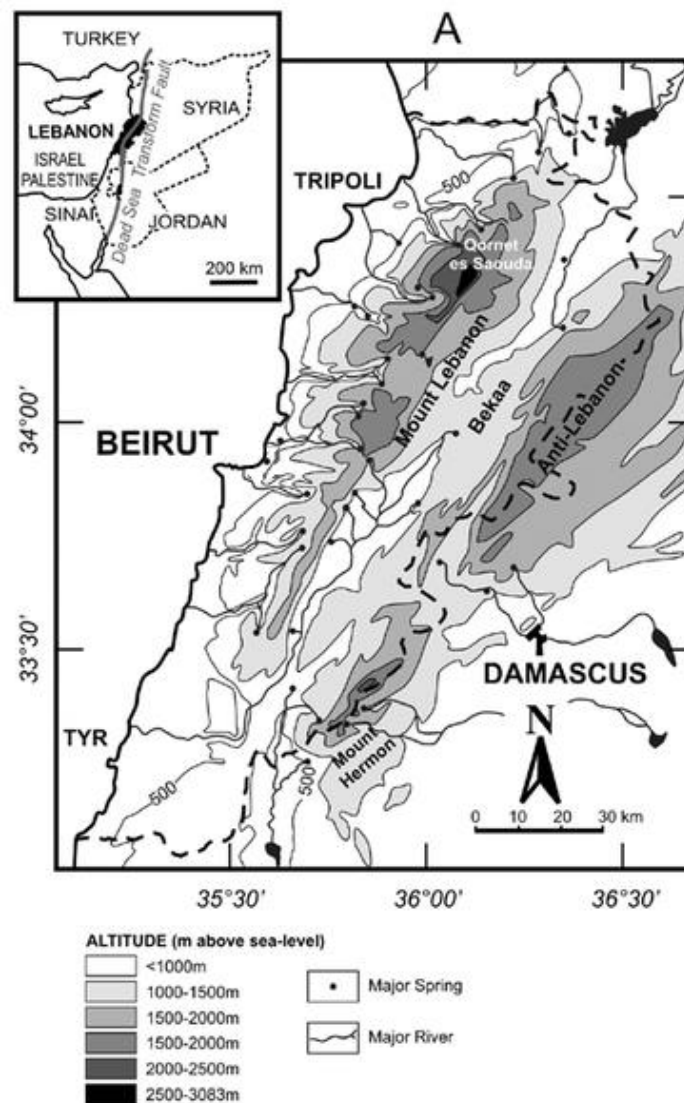 A
TURKEY
SYRIA
LEBANON
ISRAEL
PALESTINE
SINAI
JORDAN
Dead Sea Transform Fault
200 km
TRIPOLI
500
Qornet
es Saouda
Mount Lebanon
Bekaa
Anti-Lebanon-
34°00'
BEIRUT
33°30'
DAMASCUS
TYR
Mount
Hermon
N
500
500
0 10 20 30 km
35°30'
36°00'
36°30'
ALTITUDE (m above sea-level)
<1000m
1000-1500m
1500-2000m
1500-2000m
2000-2500m
2500-3083m
Major Spring
Major River